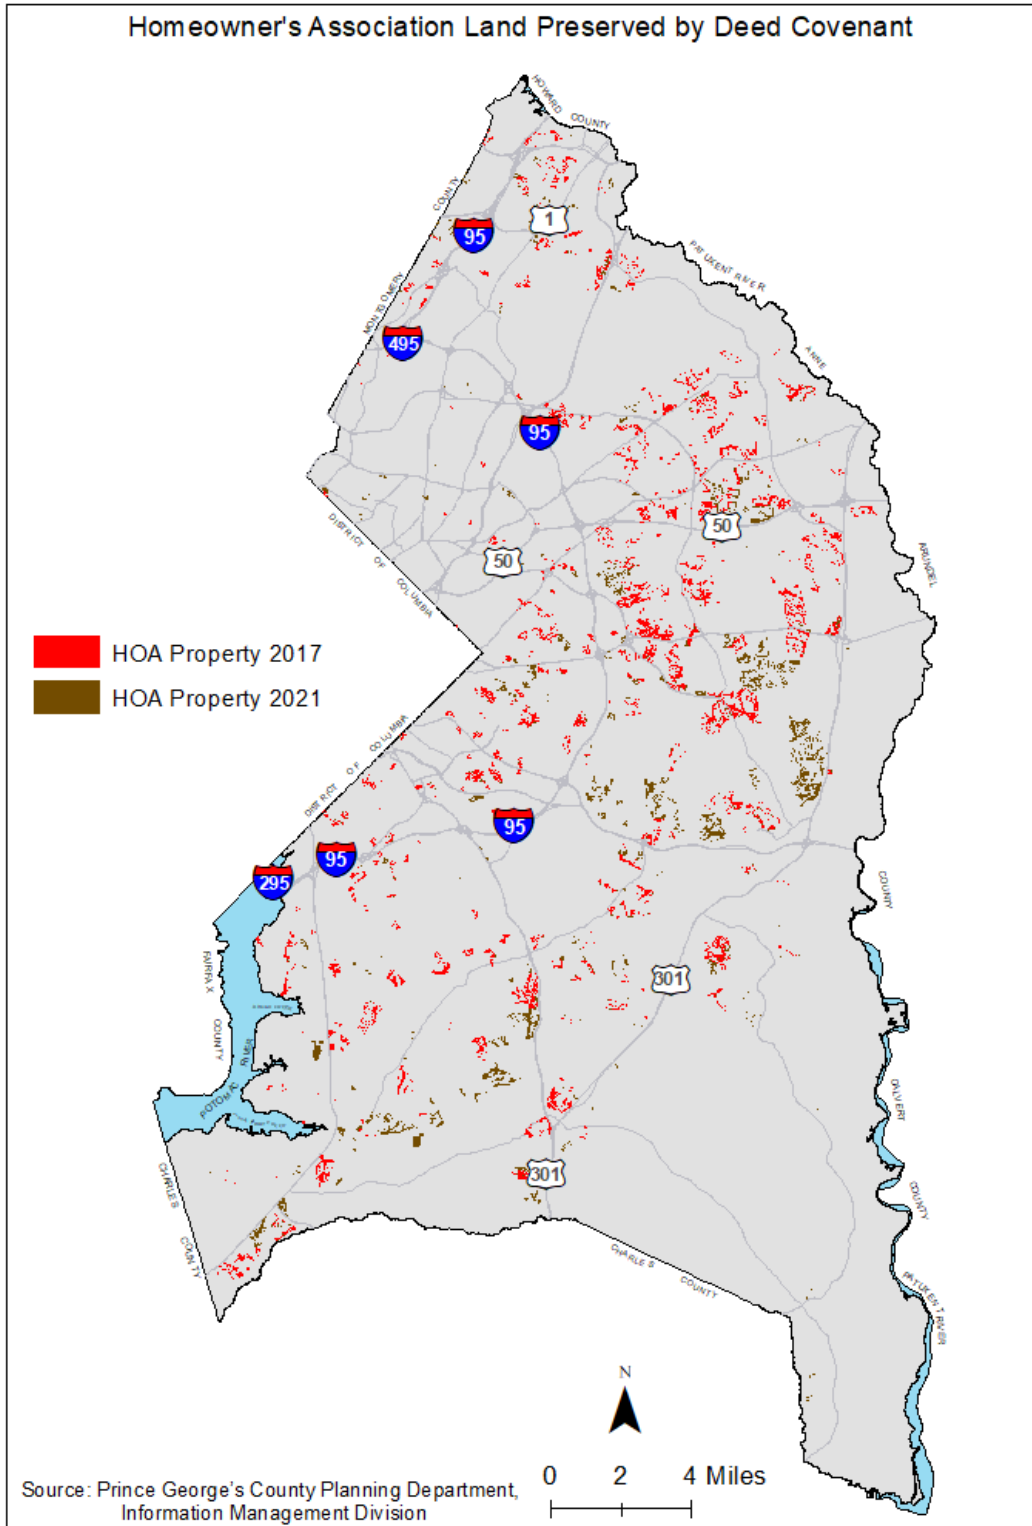 Homeowner's Association Land Preserved by Deed Covenant
HOWARD COUNTY
COUNTY
1
95
PATUXENT RIVER
MONTGOMERY
495
ANNE
95
50
DISTRICT OF COLUMBIA
50
ARUNDEL
HOA Property 2017
HOA Property 2021
DISTRICT OF COLUMBIA
95
95
295
COUNTY
FAIRFAX
301
COUNTY
RIVER
POTOMAC
CALVERT
301
CHARLES
COUNTY
COUNTY
CHARLES COUNTY
PATUXENT RIVER
N
0 2 4 Miles
Source: Prince George's County Planning Department,
Information Management Division